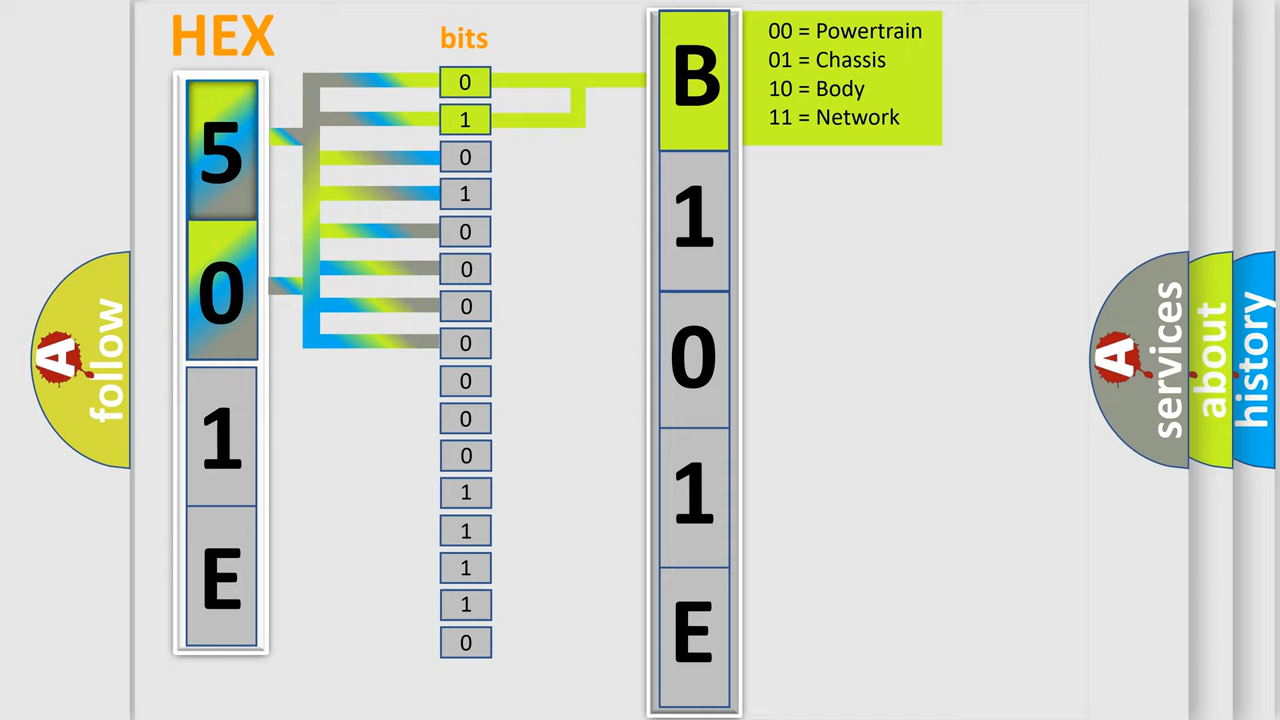 HEX
bits
5
0
1
E
0
1
0
1
0
0
0
0
0
0
0
1
1
1
1
0
B
1
0
1
E
00 = Powertrain
01 = Chassis
10 = Body
11 = Network
A
follow
A
services
about
history